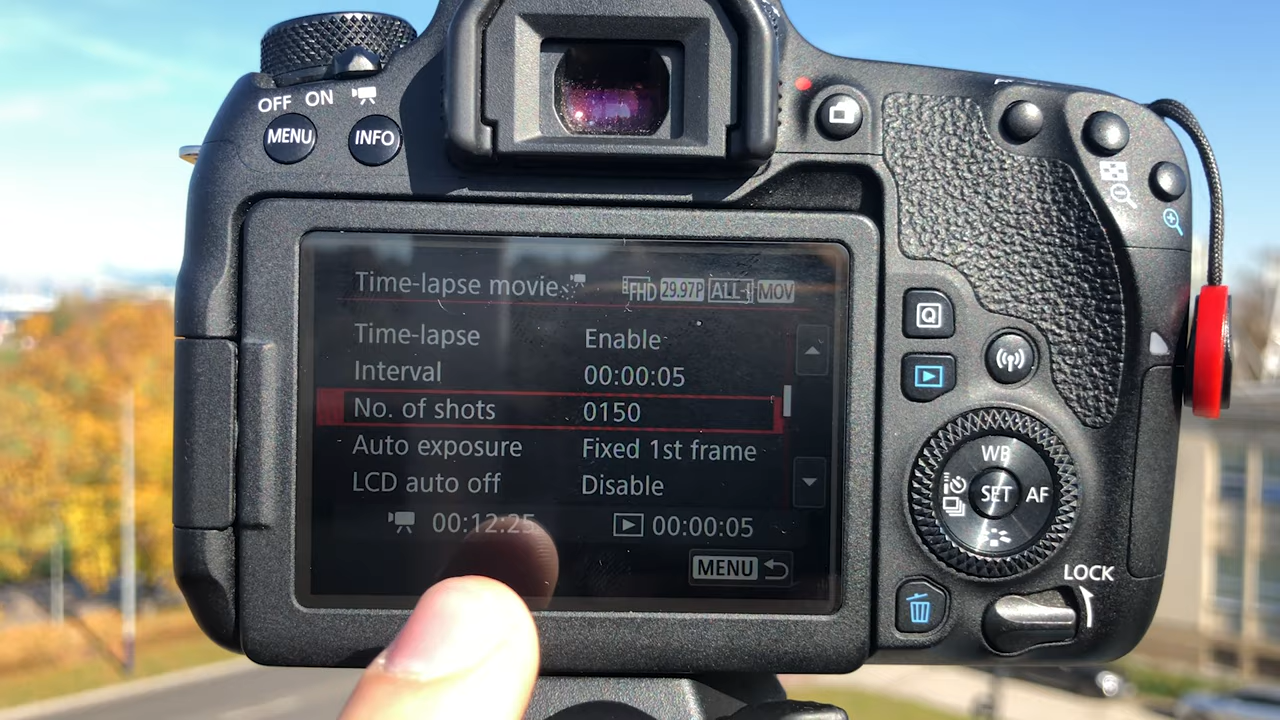 OFF ON
MENU INFO
Time-lapse movie FHD 29.97P ALL-I MOV
Time-lapse Enable
Interval 00:00:05
No. of shots 0150
Auto exposure Fixed 1st frame
LCD auto off Disable
00:12:25 00:00:05
MENU
Q
WB
SET AF
LOCK